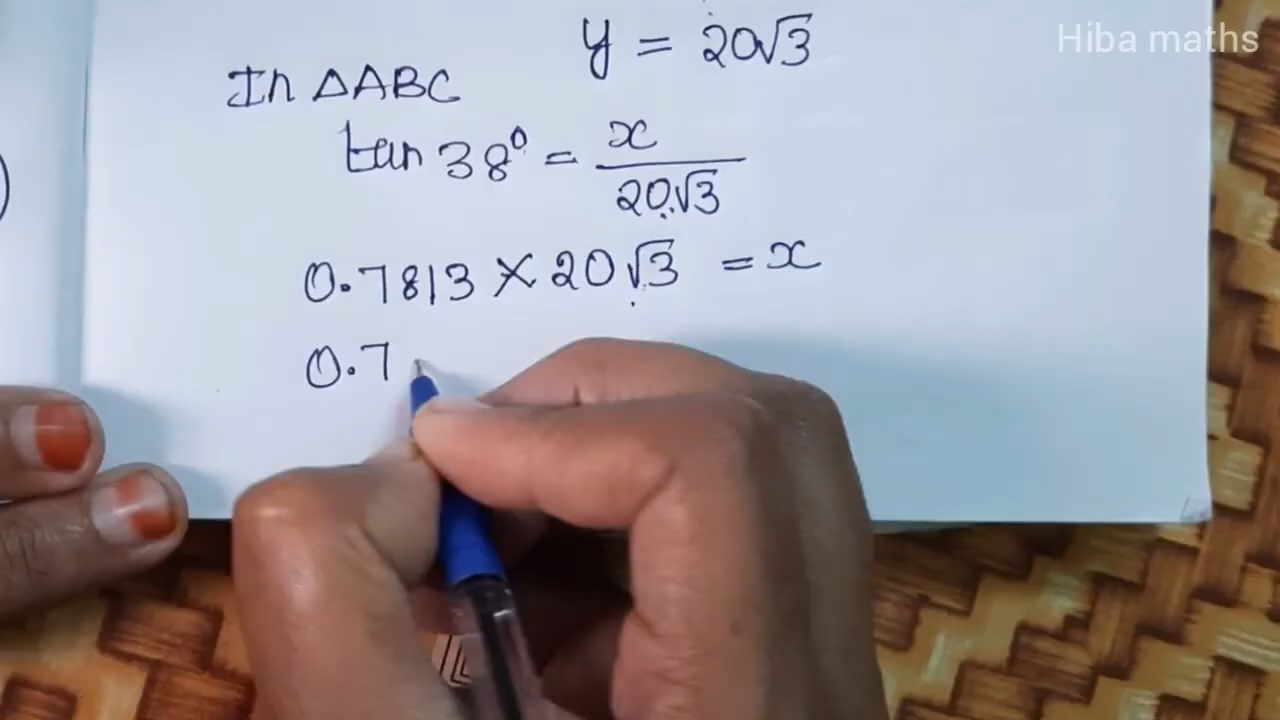 Hiba maths
y = 20√3
In △ABC
tan 38° = x / 20√3
0.7813 × 20√3 = x
0.7